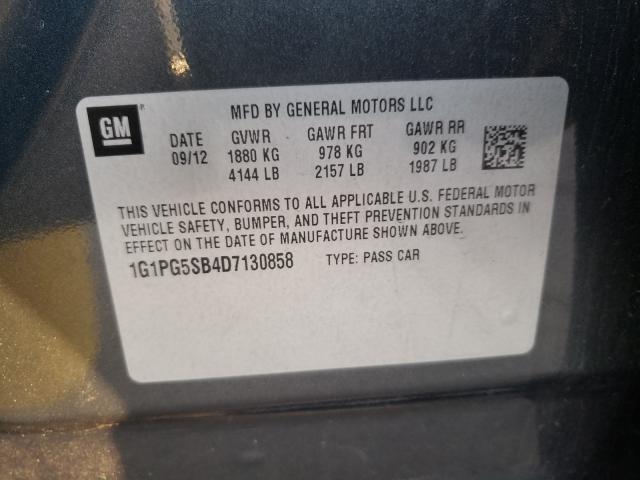 GM
MFD BY GENERAL MOTORS LLC
DATE GVWR GAWR FRT GAWR RR
09/12 1880 KG 978 KG 902 KG
4144 LB 2157 LB 1987 LB
THIS VEHICLE CONFORMS TO ALL APPLICABLE U.S. FEDERAL MOTOR
VEHICLE SAFETY, BUMPER, AND THEFT PREVENTION STANDARDS IN
EFFECT ON THE DATE OF MANUFACTURE SHOWN ABOVE.
1G1PG5SB4D7130858 TYPE: PASS CAR